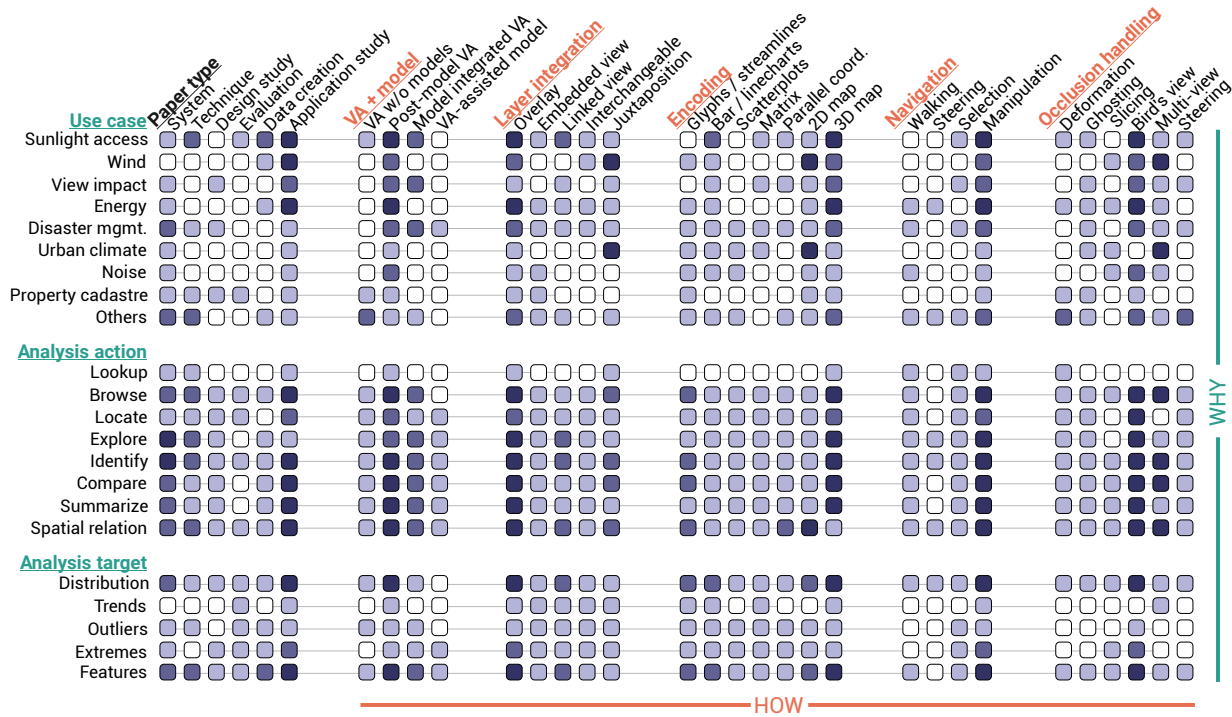 Paper type
System
Technique
Design study
Evaluation
Data creation
Application study
VA + model
VA w/o models
Post-model VA
Model integrated VA
VA-assisted model
Layer integration
Overlay
Embedded view
Linked view
Interchangeable
Juxtaposition
Encoding
Glyphs / streamlines
Bar / linecharts
Scatterplots
Matrix
Parallel coord.
2D map
3D map
Navigation
Walking
Steering
Selection
Manipulation
Occlusion handling
Deformation
Ghosting
Slicing
Bird's view
Multi-view
Steering
Use case
Sunlight access
Wind
View impact
Energy
Disaster mgmt.
Urban climate
Noise
Property cadastre
Others
Analysis action
Lookup
Browse
Locate
Explore
Identify
Compare
Summarize
Spatial relation
Analysis target
Distribution
Trends
Outliers
Extremes
Features
WHY
HOW